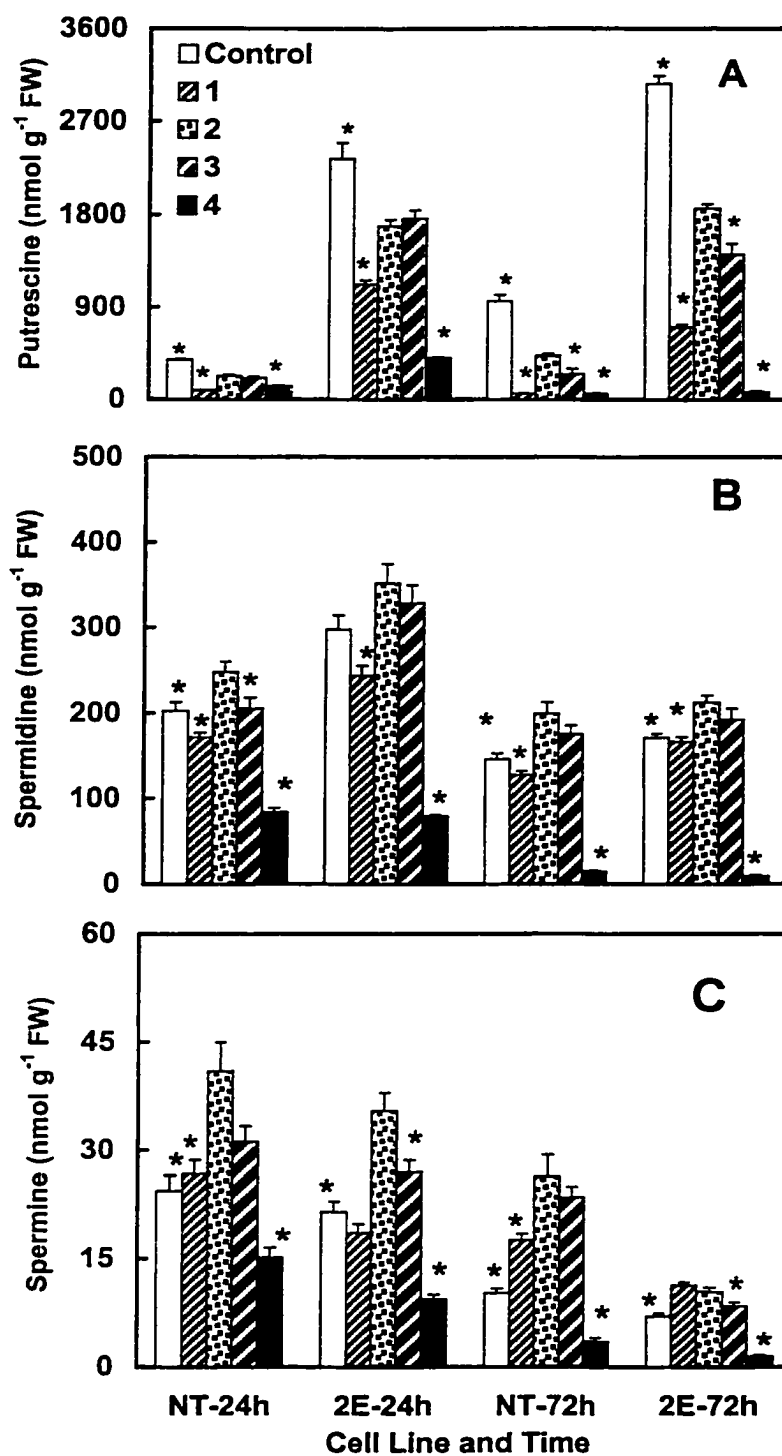 3600
2700
1800
900
0
Putrescine (nmol g⁻¹ FW)
Control
1
2
3
4
A
* * * * * * * * * * * * *
500
400
300
200
100
0
Spermidine (nmol g⁻¹ FW)
B
* * * * * * * * * * * *
60
45
30
15
0
Spermine (nmol g⁻¹ FW)
C
* * * * * * * * * * * *
NT-24h 2E-24h NT-72h 2E-72h
Cell Line and Time